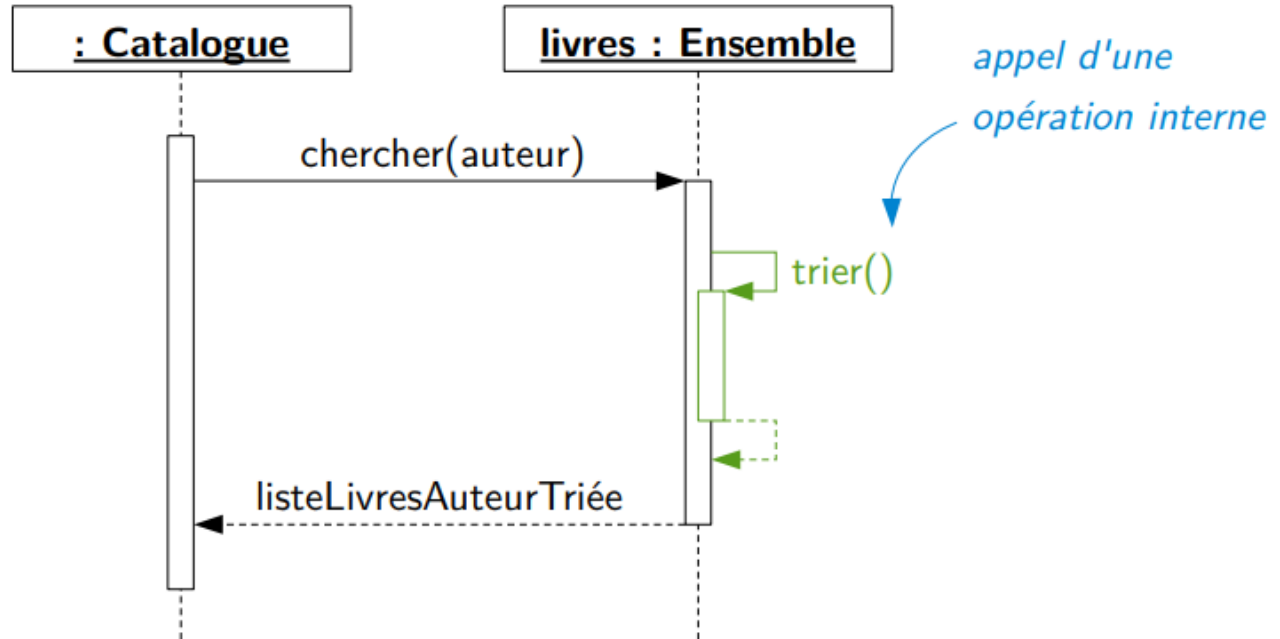 : Catalogue
livres : Ensemble
appel d'une
opération interne
chercher(auteur)
trier()
listeLivresAuteurTriée